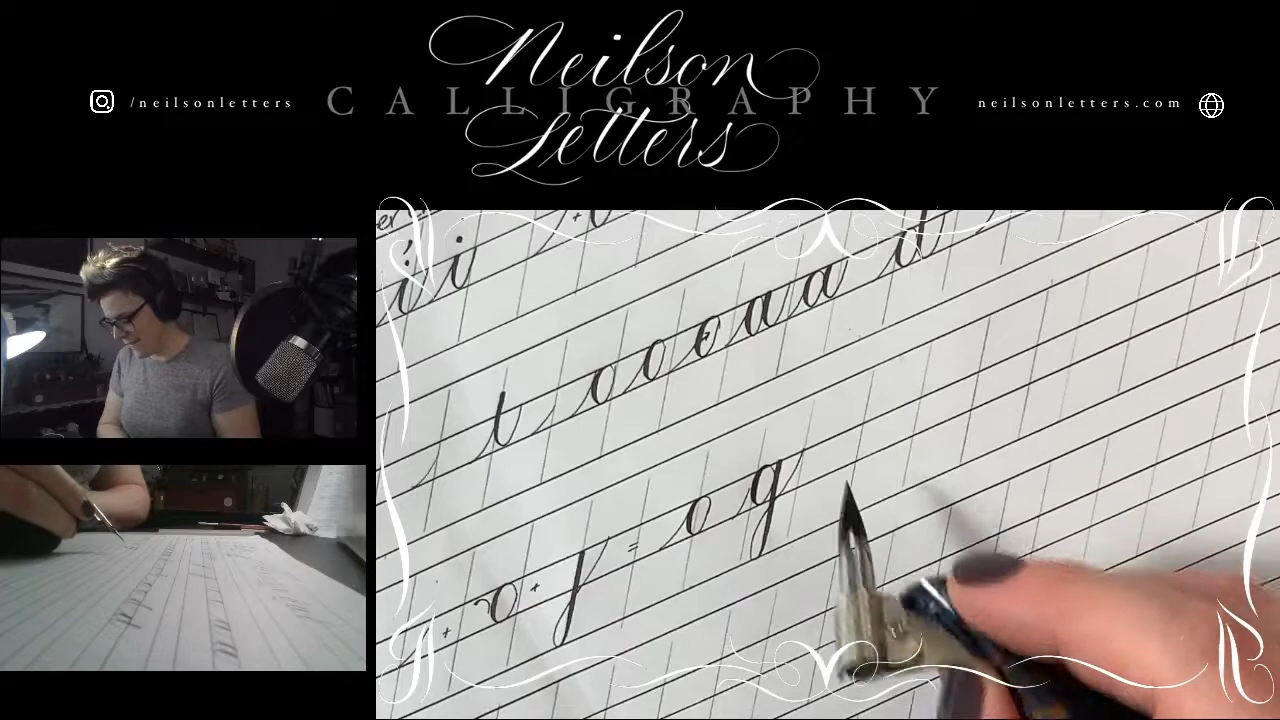 Neilson
/neilsonletters CALLIGRAPHY neilsonletters.com
Letters
i i
t o o o a a d
+ o + j = o g